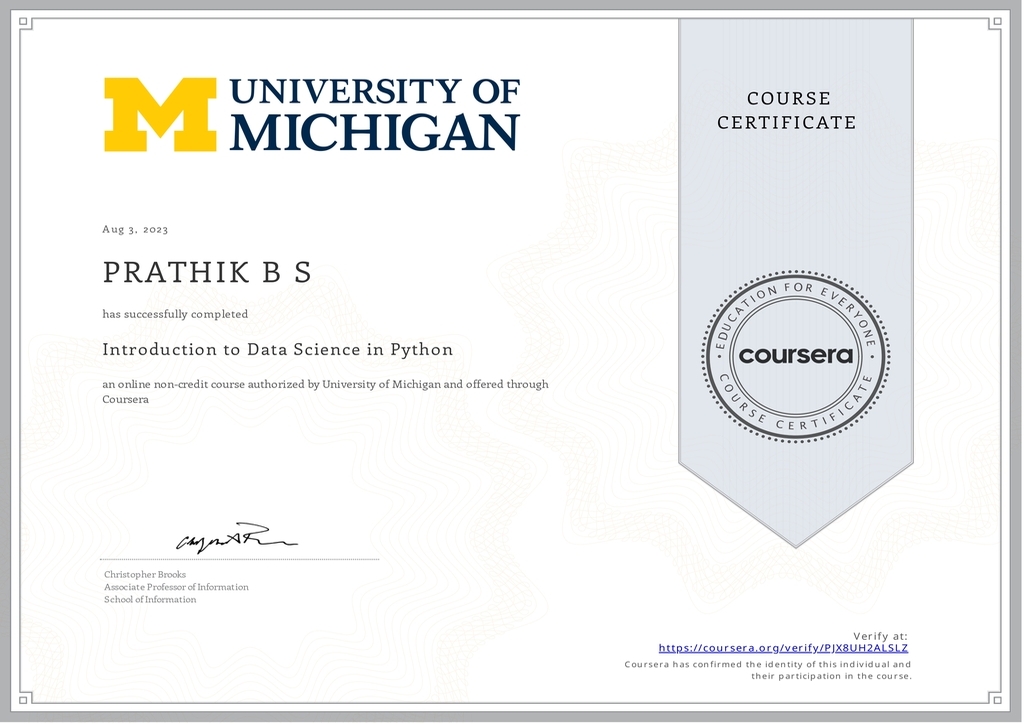 UNIVERSITY OF
MICHIGAN
COURSE
CERTIFICATE
Aug 3, 2023
PRATHIK B S
has successfully completed
Introduction to Data Science in Python
an online non-credit course authorized by University of Michigan and offered through
Coursera
EDUCATION FOR EVERYONE
coursera
COURSE CERTIFICATE
Christopher Brooks
Associate Professor of Information
School of Information
Verify at:
https://coursera.org/verify/PJX8UH2ALSLZ
Coursera has confirmed the identity of this individual and
their participation in the course.